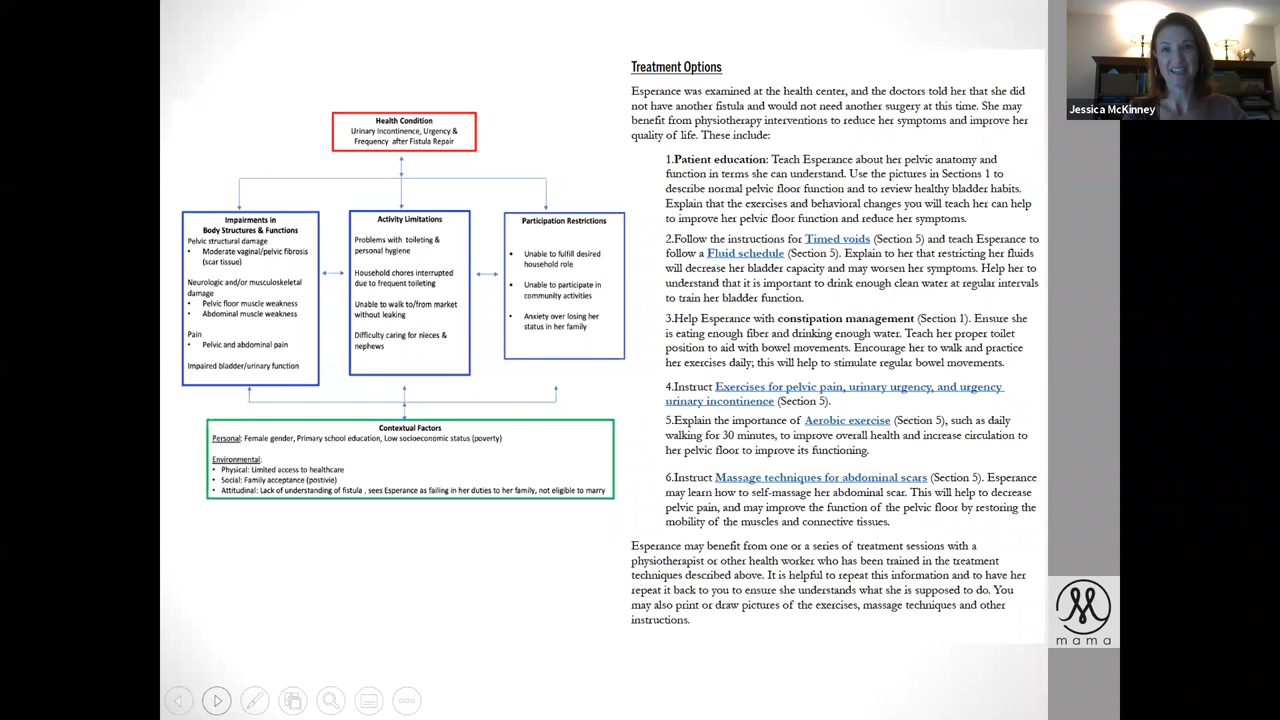 Health Condition
Urinary Incontinence, Urgency &
Frequency after Fistula Repair
Impairments in
Body Structures & Functions
Pelvic structural damage
• Moderate vaginal/pelvic fibrosis
(scar tissue)
Neurologic and/or musculoskeletal
damage
• Pelvic floor muscle weakness
• Abdominal muscle weakness
Pain
• Pelvic and abdominal pain
Impaired bladder/urinary function
Activity Limitations
Problems with toileting &
personal hygiene
Household chores interrupted
due to frequent toileting
Unable to walk to/from market
without leaking
Difficulty caring for nieces &
nephews
Participation Restrictions
• Unable to fulfill desired
household role
• Unable to participate in
community activities
• Anxiety over losing her
status in her family
Contextual Factors
Personal: Female gender, Primary school education, Low socioeconomic status (poverty)
Environmental:
• Physical: Limited access to healthcare
• Social: Family acceptance (postivie)
• Attitudinal: Lack of understanding of fistula , sees Esperance as failing in her duties to her family, not eligible to marry
Treatment Options
Esperance was examined at the health center, and the doctors told her that she did
not have another fistula and would not need another surgery at this time. She may
benefit from physiotherapy interventions to reduce her symptoms and improve her
quality of life. These include:
1.Patient education: Teach Esperance about her pelvic anatomy and
function in terms she can understand. Use the pictures in Sections 1 to
describe normal pelvic floor function and to review healthy bladder habits.
Explain that the exercises and behavioral changes you will teach her can help
to improve her pelvic floor function and reduce her symptoms.
2.Follow the instructions for Timed voids (Section 5) and teach Esperance to
follow a Fluid schedule (Section 5). Explain to her that restricting her fluids
will decrease her bladder capacity and may worsen her symptoms. Help her to
understand that it is important to drink enough clean water at regular intervals
to train her bladder function.
3.Help Esperance with constipation management (Section 1). Ensure she
is eating enough fiber and drinking enough water. Teach her proper toilet
position to aid with bowel movements. Encourage her to walk and practice
her exercises daily; this will help to stimulate regular bowel movements.
4.Instruct Exercises for pelvic pain, urinary urgency, and urgency
urinary incontinence (Section 5).
5.Explain the importance of Aerobic exercise (Section 5), such as daily
walking for 30 minutes, to improve overall health and increase circulation to
her pelvic floor to improve its functioning.
6.Instruct Massage techniques for abdominal scars (Section 5). Esperance
may learn how to self-massage her abdominal scar. This will help to decrease
pelvic pain, and may improve the function of the pelvic floor by restoring the
mobility of the muscles and connective tissues.
Esperance may benefit from one or a series of treatment sessions with a
physiotherapist or other health worker who has been trained in the treatment
techniques described above. It is helpful to repeat this information and to have her
repeat it back to you to ensure she understands what she is supposed to do. You
may also print or draw pictures of the exercises, massage techniques and other
instructions.
Jessica McKinney
mama